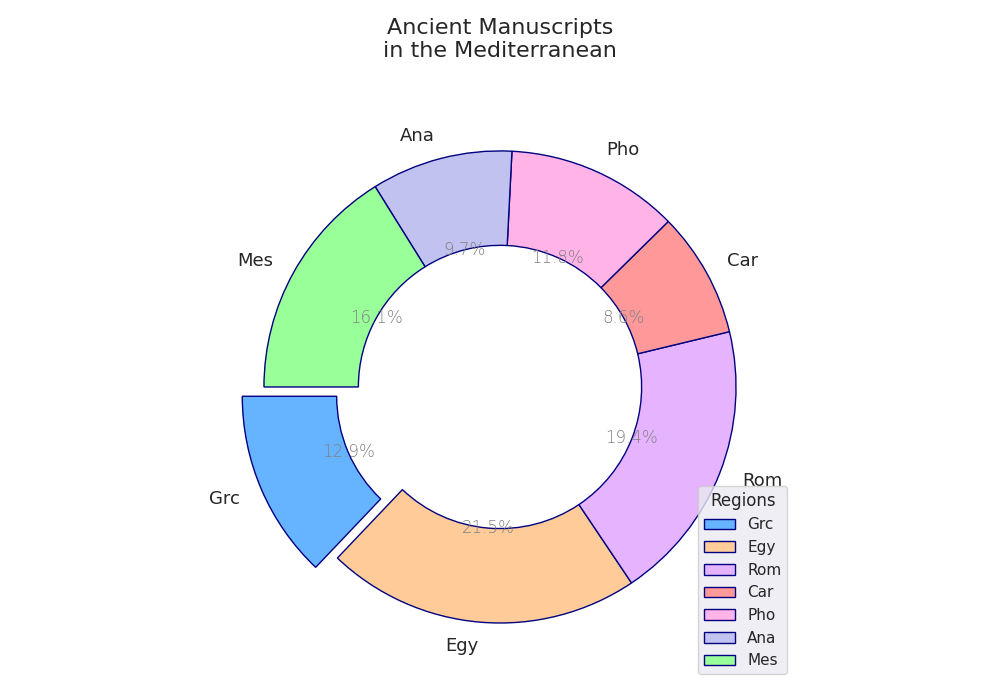 Ancient Manuscripts
in the Mediterranean
Ana
Pho
Mes
Car
9.7%
11.8%
16.1%
8.6%
12.9%
19.4%
Grc
Rom
21.5%
Egy
Regions
Grc
Egy
Rom
Car
Pho
Ana
Mes